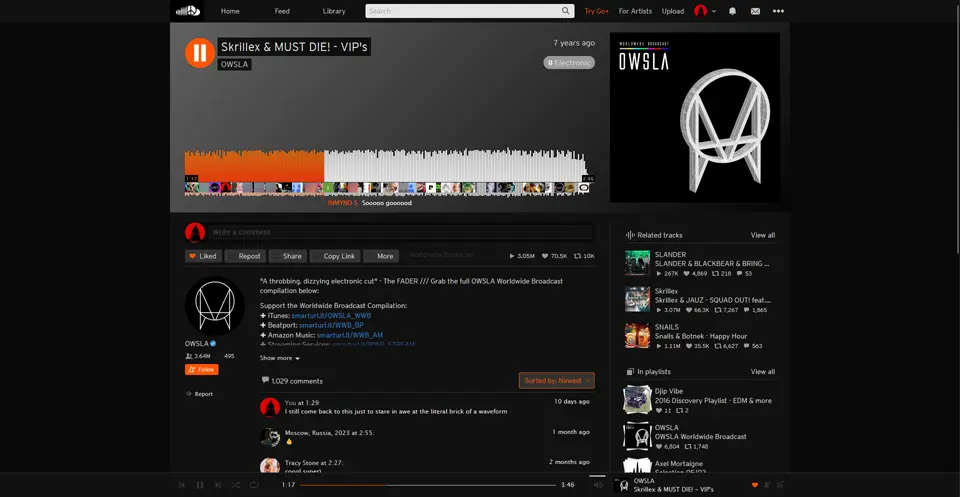 Home
Feed
Library
Search
Try Go+
For Artists
Upload
Skrillex & MUST DIE! - VIP's
OWSLA
7 years ago
# Electronic
WORLDWIDE BROADCAST
OWSLA
1:17
3:46
INMYND S Sooooo goooood
Write a comment
Liked
Repost
Share
Copy Link
More
Worldwide Broadcast
3.05M
70.5K
10K
"A throbbing, dizzying electronic cut" - The FADER /// Grab the full OWSLA Worldwide Broadcast
compilation below:
Support the Worldwide Broadcast Compilation:
✚ iTunes: smarturl.it/OWSLA_WWB
✚ Beatport: smarturl.it/WWB_BP
✚ Amazon Music: smarturl.it/WWB_AM
✚ Streaming Services: smarturl.it/WWB_STREAM
Show more
OWSLA
3.64M 495
Follow
Report
1,029 comments
Sorted by: Newest
You at 1:29
10 days ago
I still come back to this just to stare in awe at the literal brick of a waveform
Moscow, Russia, 2023 at 2:55:
1 month ago
Tracy Stone at 2:27:
2 months ago
coool super)
Related tracks
View all
SLANDER
SLANDER & BLACKBEAR & BRING ...
267K 4,869 218 53
Skrillex
Skrillex & JAUZ - SQUAD OUT! feat....
3.07M 66.3K 7,267 1,865
SNAILS
Snails & Botnek - Happy Hour
1.11M 35.5K 6,627 563
In playlists
View all
Djip Vibe
2016 Discovery Playlist - EDM & more
11 2
OWSLA
OWSLA Worldwide Broadcast
6,804 1,748
Axel Mortaigne
Selection 05/02
1:17
3:46
OWSLA
Skrillex & MUST DIE! - VIP's